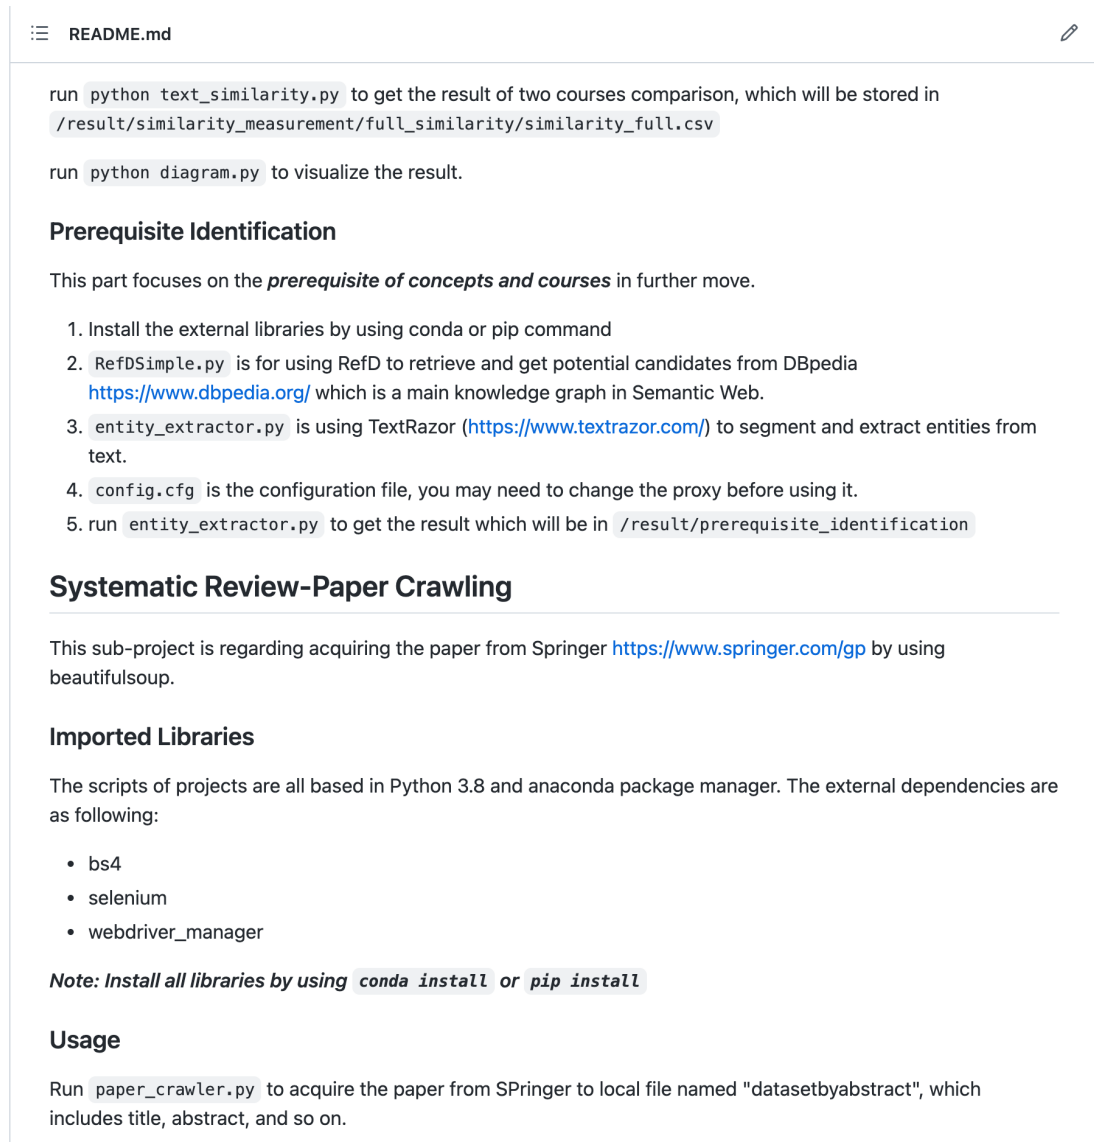 README.md
run python text_similarity.py to get the result of two courses comparison, which will be stored in
/result/similarity_measurement/full_similarity/similarity_full.csv
run python diagram.py to visualize the result.
Prerequisite Identification
This part focuses on the prerequisite of concepts and courses in further move.
1. Install the external libraries by using conda or pip command
2. RefDSimple.py is for using RefD to retrieve and get potential candidates from DBpedia
https://www.dbpedia.org/ which is a main knowledge graph in Semantic Web.
3. entity_extractor.py is using TextRazor (https://www.textrazor.com/) to segment and extract entities from
text.
4. config.cfg is the configuration file, you may need to change the proxy before using it.
5. run entity_extractor.py to get the result which will be in /result/prerequisite_identification
Systematic Review-Paper Crawling
This sub-project is regarding acquiring the paper from Springer https://www.springer.com/gp by using
beautifulsoup.
Imported Libraries
The scripts of projects are all based in Python 3.8 and anaconda package manager. The external dependencies are
as following:
• bs4
• selenium
• webdriver_manager
Note: Install all libraries by using conda install or pip install
Usage
Run paper_crawler.py to acquire the paper from SPringer to local file named "datasetbyabstract", which
includes title, abstract, and so on.